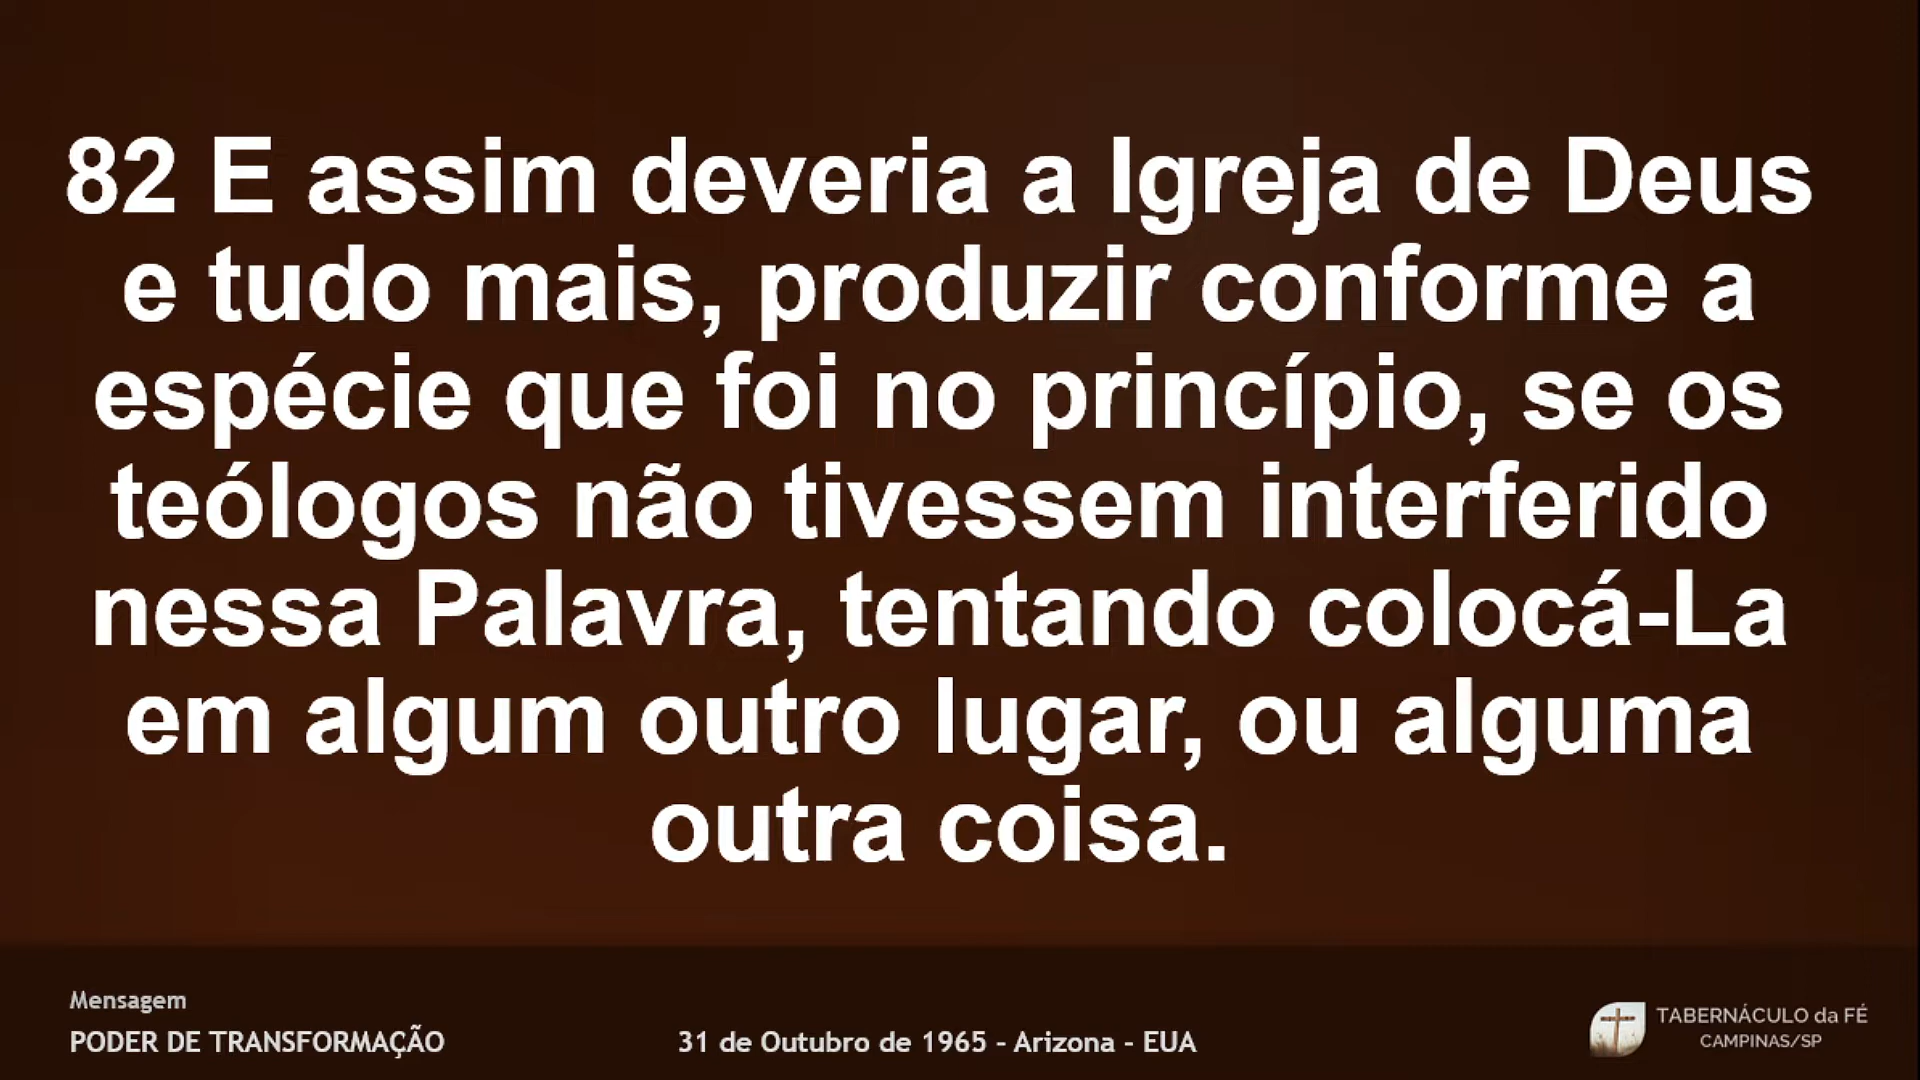 82 E assim deveria a Igreja de Deus
e tudo mais, produzir conforme a
espécie que foi no princípio, se os
teólogos não tivessem interferido
nessa Palavra, tentando colocá-La
em algum outro lugar, ou alguma
outra coisa.
Mensagem
PODER DE TRANSFORMAÇÃO
31 de Outubro de 1965 - Arizona - EUA
TABERNÁCULO da FÉ
CAMPINAS/SP